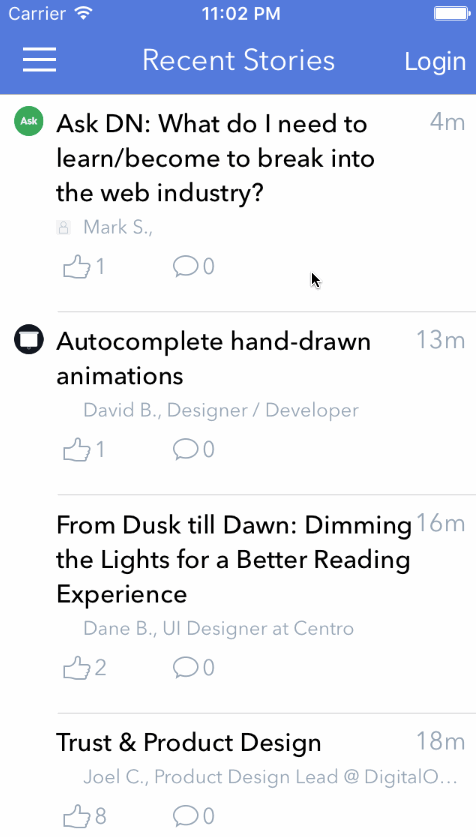 Carrier 11:02 PM
Recent Stories Login
Ask Ask DN: What do I need to 4m
learn/become to break into
the web industry?
Mark S.,
1 0
Autocomplete hand-drawn 13m
animations
David B., Designer / Developer
1 0
From Dusk till Dawn: Dimming 16m
the Lights for a Better Reading
Experience
Dane B., UI Designer at Centro
2 0
Trust & Product Design 18m
Joel C., Product Design Lead @ DigitalO...
8 0